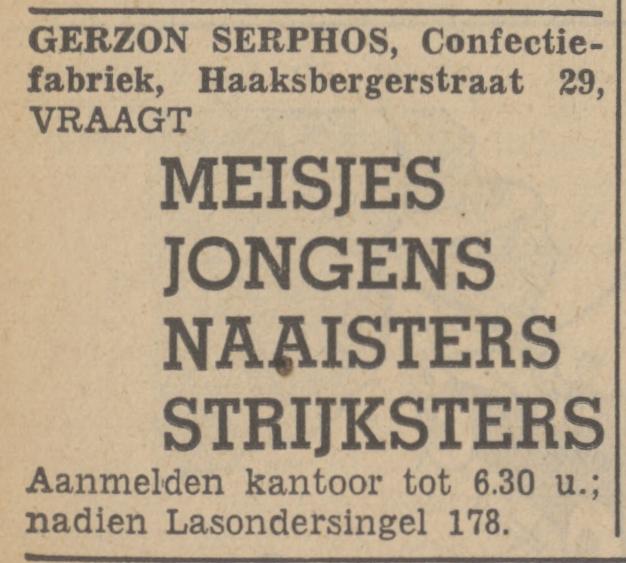 GERZON SERPHOS, Confectie-
fabriek, Haaksbergerstraat 29,
VRAAGT
MEISJES
JONGENS
NAAISTERS
STRIJKSTERS
Aanmelden kantoor tot 6.30 u.;
nadien Lasondersingel 178.